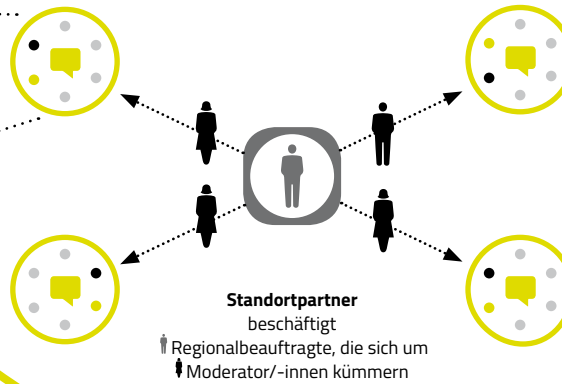 Standortpartner
beschäftigt
Regionalbeauftragte, die sich um
Moderator/-innen kümmern